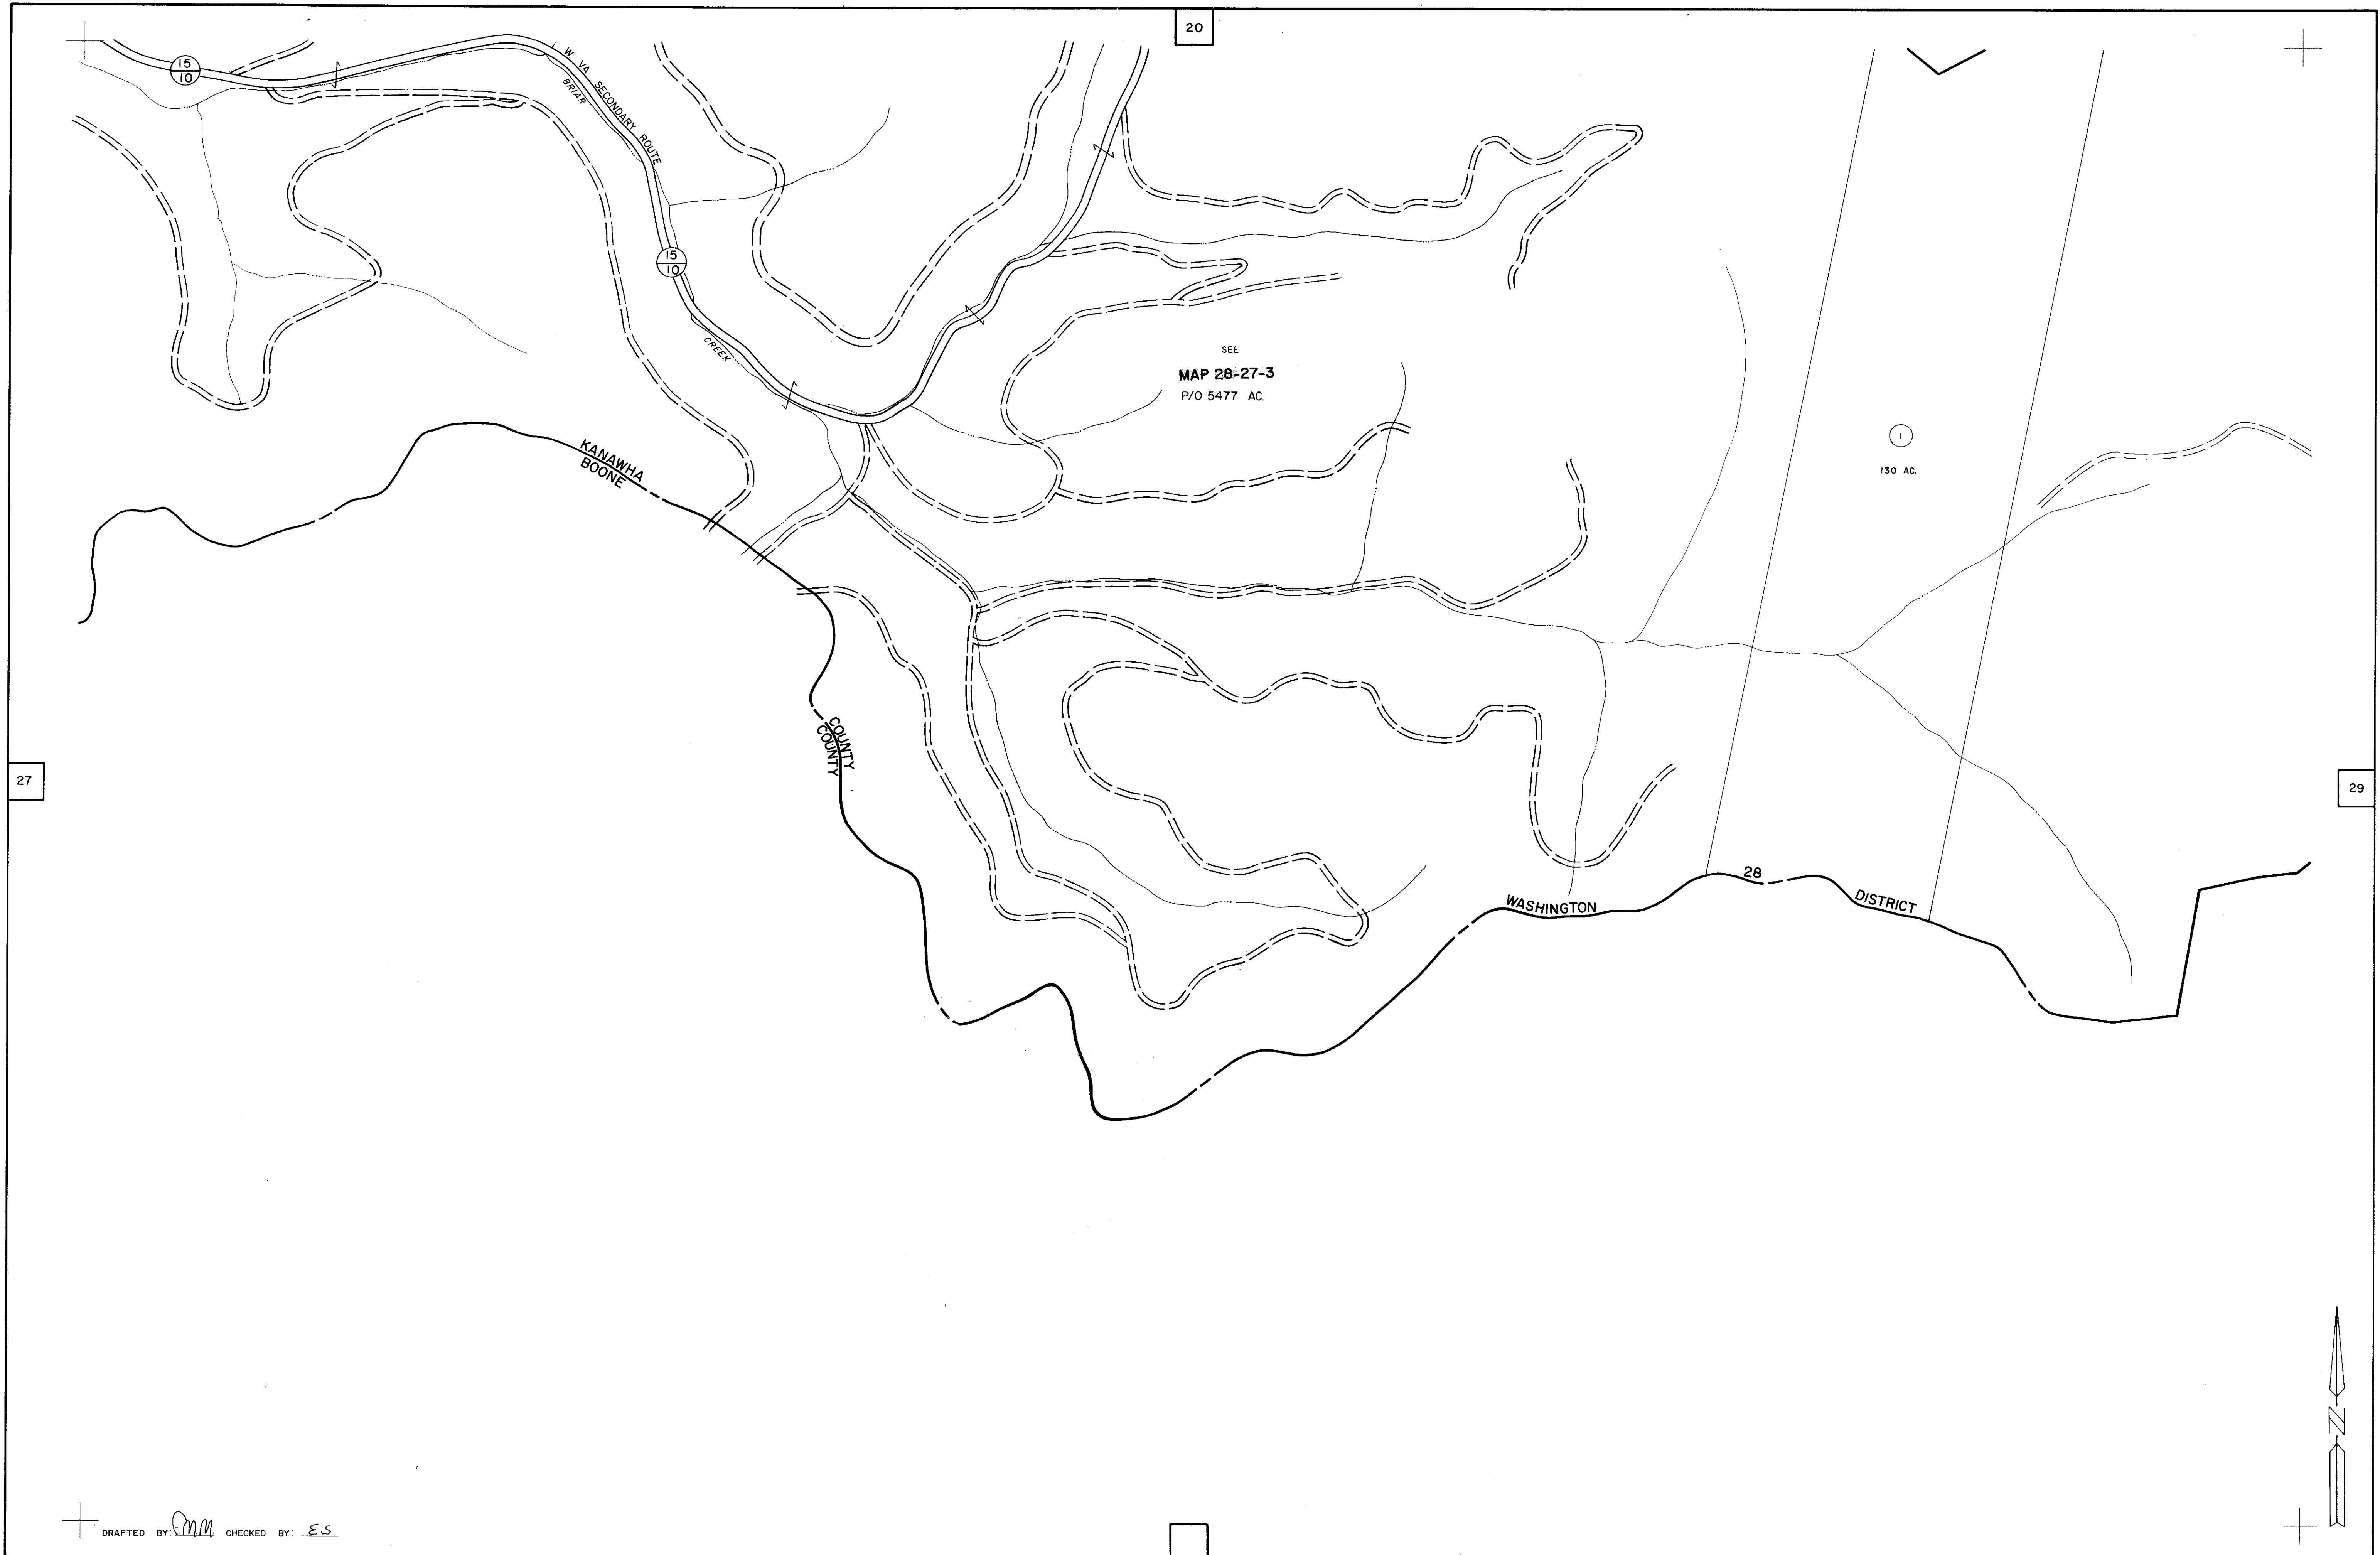 20
15
10
W VA SECONDARY ROUTE
BRIAR
15
10
CREEK
SEE
MAP 28-27-3
P/O 5477 AC.
1
130 AC.
KANAWHA
BOONE
COUNTY
COUNTY
27
29
28
WASHINGTON DISTRICT
N
DRAFTED BY: M.M. CHECKED BY: E.S